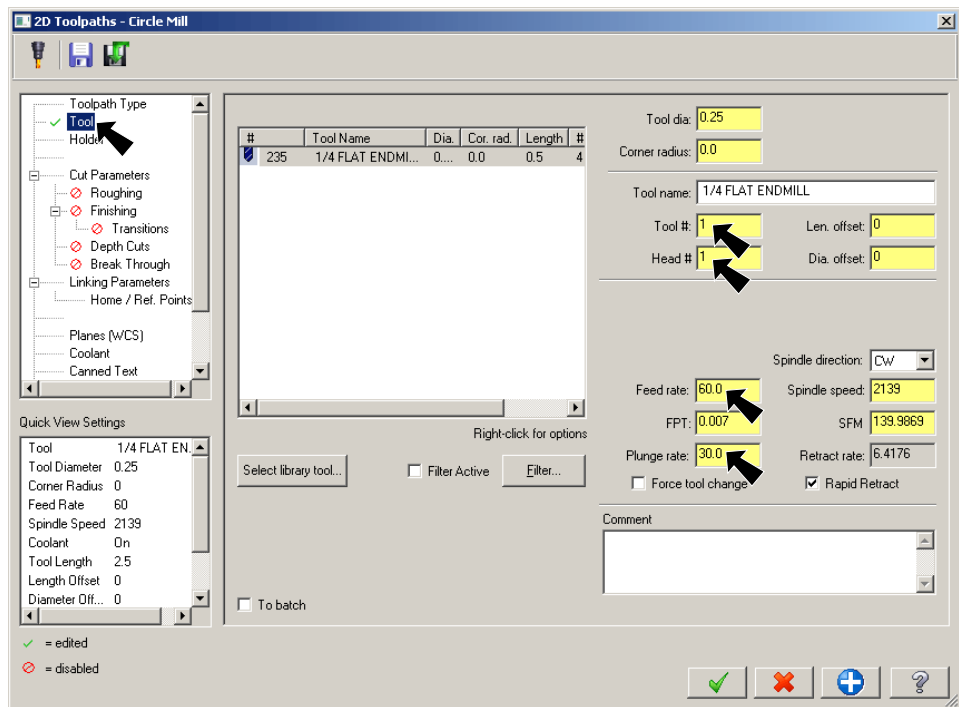 2D Toolpaths - Circle Mill
Toolpath Type
Tool
Holder
Cut Parameters
Roughing
Finishing
Transitions
Depth Cuts
Break Through
Linking Parameters
Home / Ref. Points
Planes (WCS)
Coolant
Canned Text
Quick View Settings
Tool 1/4 FLAT EN.
Tool Diameter 0.25
Corner Radius 0
Feed Rate 60
Spindle Speed 2139
Coolant On
Tool Length 2.5
Length Offset 0
Diameter Off... 0
✓ = edited
= disabled
# Tool Name Dia. Cor. rad. Length #
235 1/4 FLAT ENDMI... 0.... 0.0 0.5 4
Right-click for options
Select library tool... Filter Active Filter...
To batch
Tool dia: 0.25
Corner radius: 0.0
Tool name: 1/4 FLAT ENDMILL
Tool #: 1 Len. offset: 0
Head # 1 Dia. offset: 0
Spindle direction: CW
Feed rate: 60.0 Spindle speed: 2139
FPT: 0.007 SFM 139.9869
Plunge rate: 30.0 Retract rate: 6.4176
Force tool change Rapid Retract
Comment